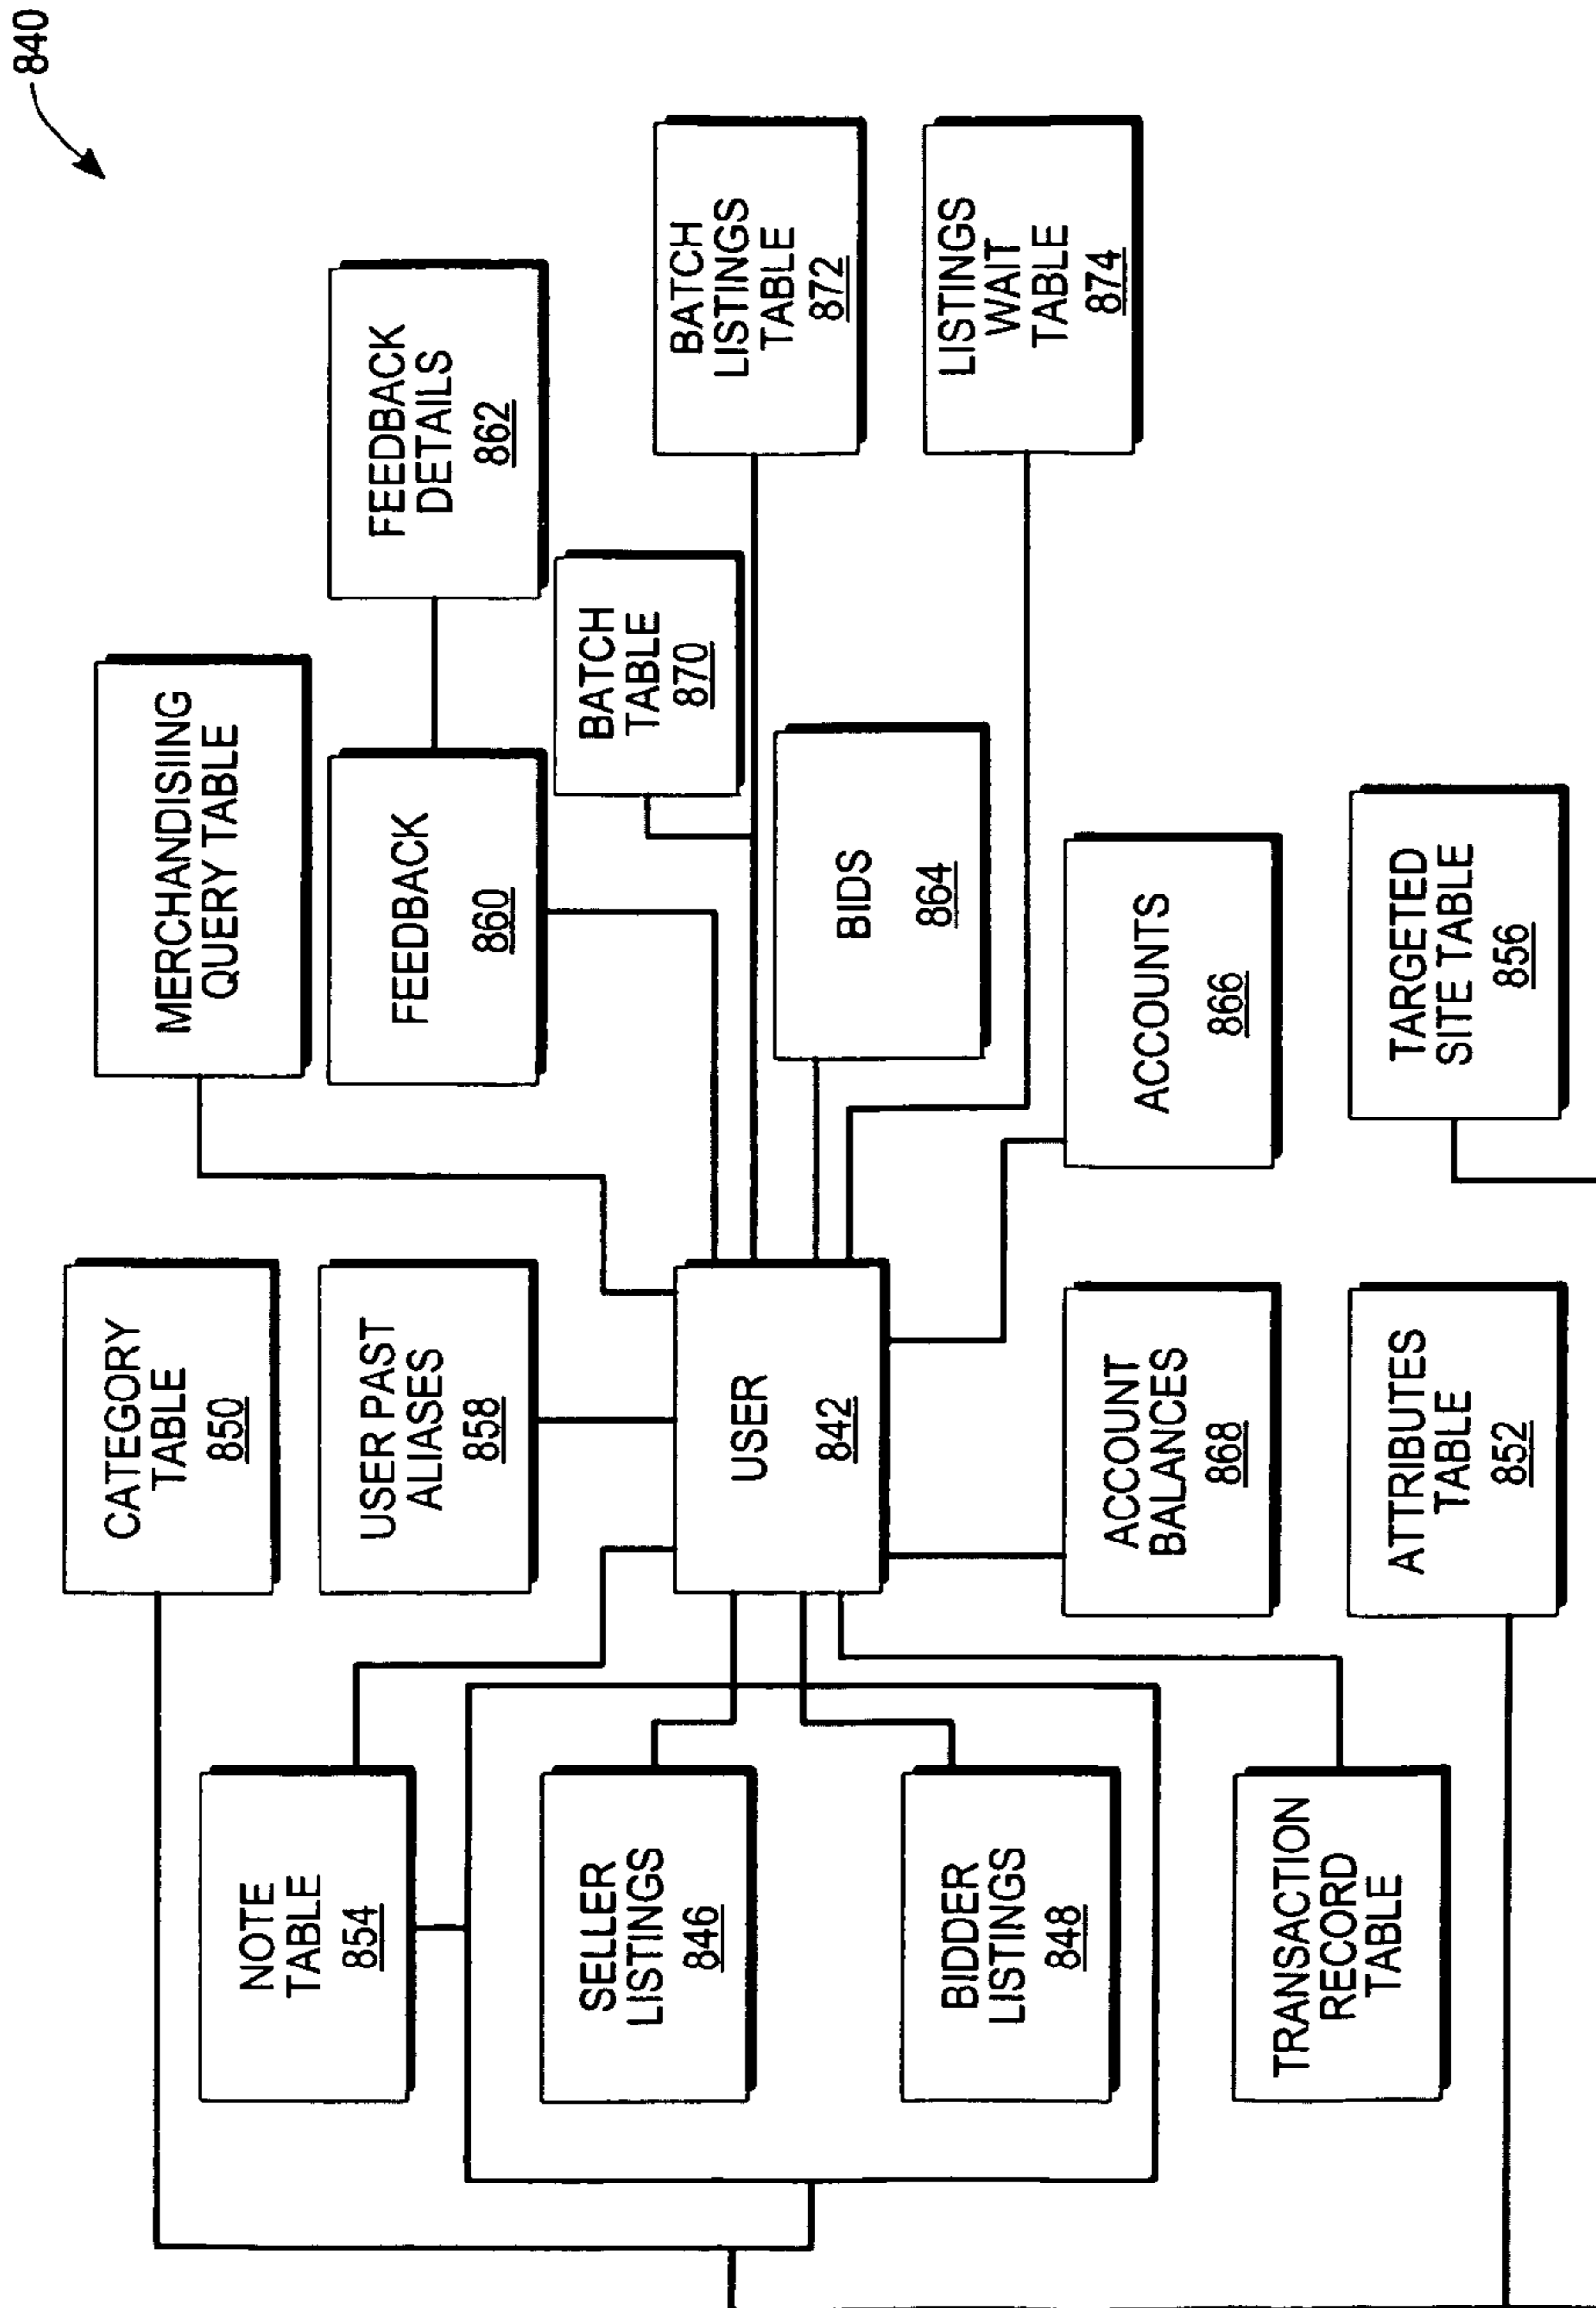 840
CATEGORY
TABLE
850
MERCHANDISIING
QUERY TABLE
NOTE
TABLE
854
USER PAST
ALIASES
858
FEEDBACK
860
FEEDBACK
DETAILS
862
SELLER
LISTINGS
846
BATCH
TABLE
870
BATCH
LISTINGS
TABLE
872
USER
842
BIDS
864
BIDDER
LISTINGS
848
LISTINGS
WAIT
TABLE
874
ACCOUNT
BALANCES
868
ACCOUNTS
866
TRANSACTION
RECORD
TABLE
ATTRIBUTES
TABLE
852
TARGETED
SITE TABLE
856